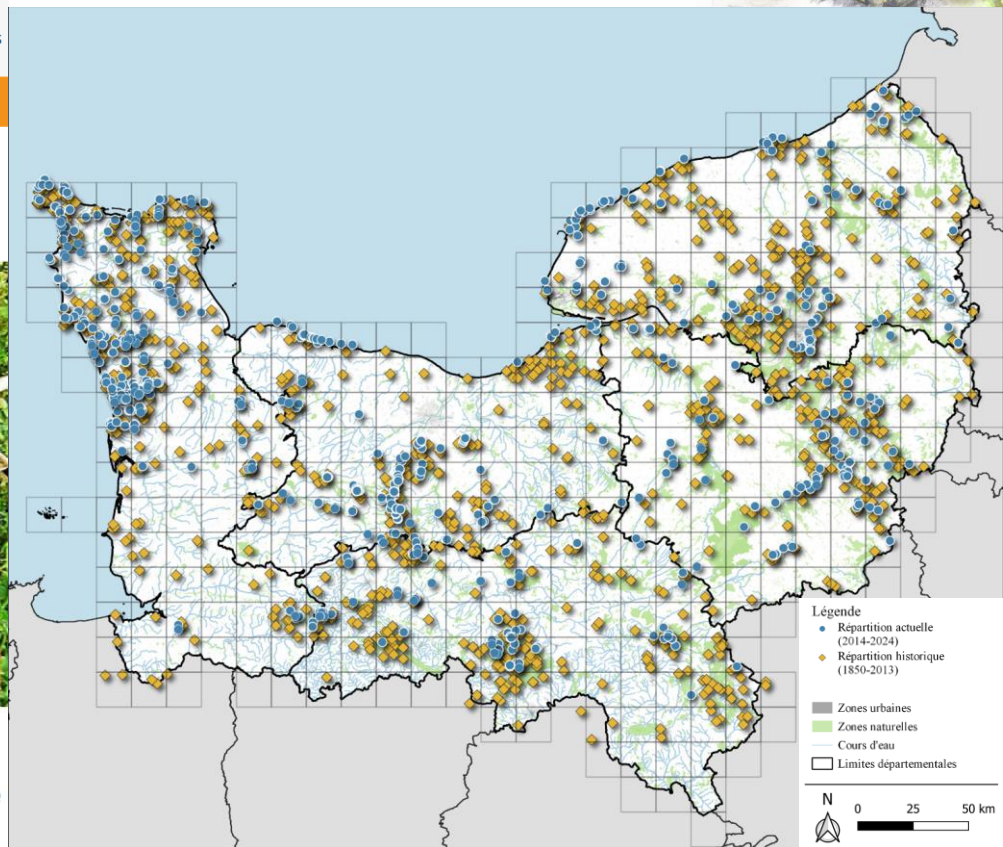 s
Légende
Répartition actuelle
(2014-2024)
Répartition historique
(1850-2013)
Zones urbaines
Zones naturelles
Cours d'eau
Limites départementales
N
0 25 50 km